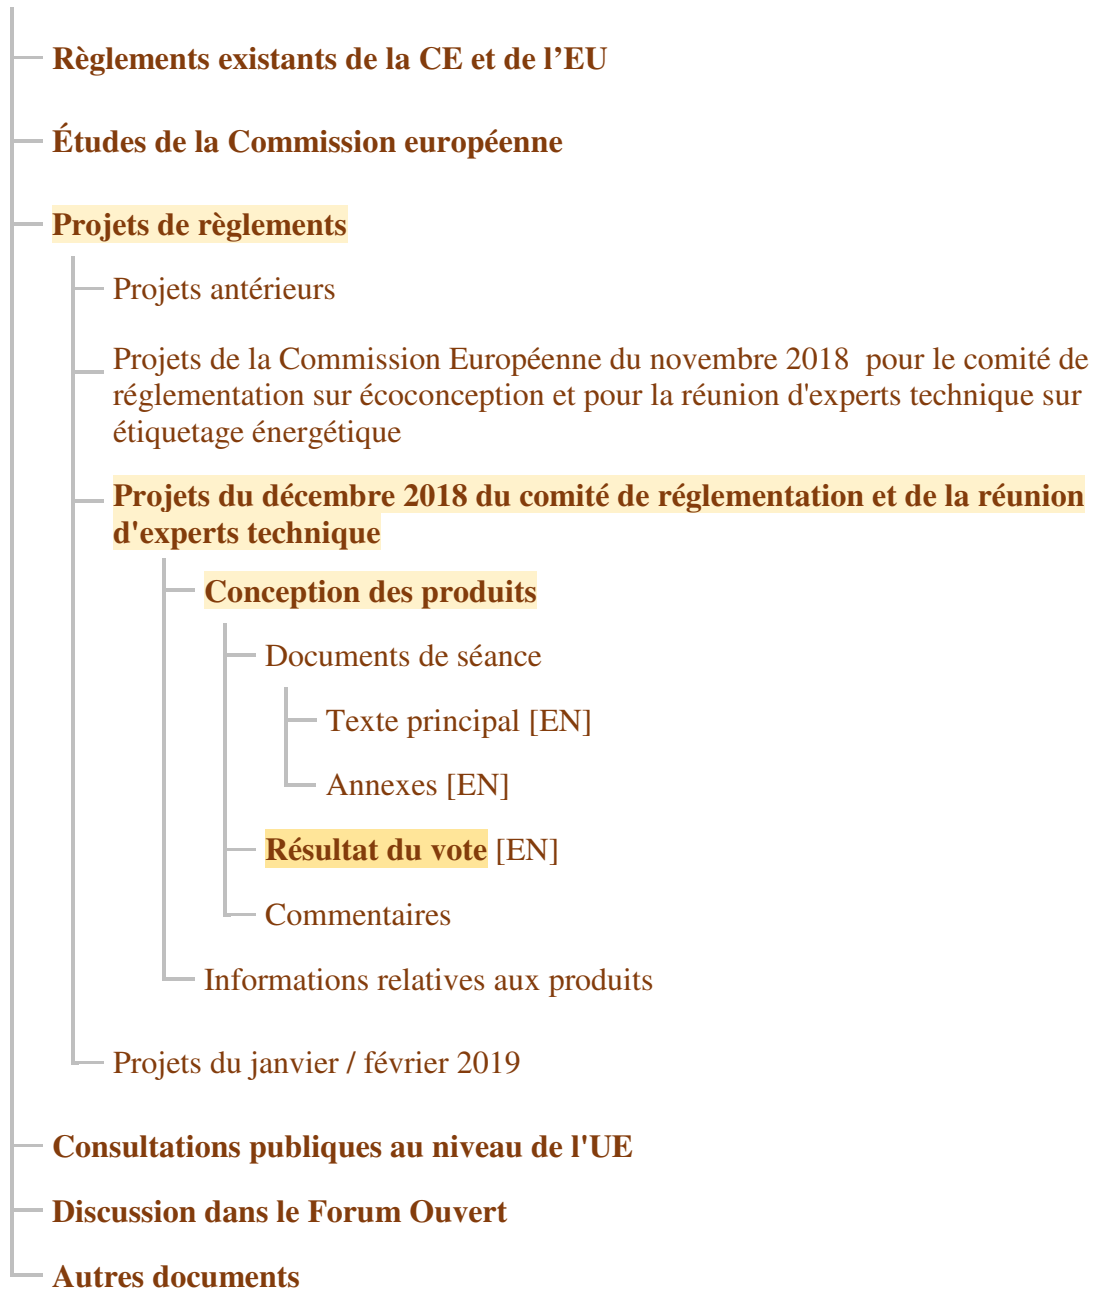 Règlements existants de la CE et de l’EU
Études de la Commission européenne
Projets de règlements
Projets antérieurs
Projets de la Commission Européenne du novembre 2018  pour le comité de
réglementation sur écoconception et pour la réunion d'experts technique sur
étiquetage énergétique
Projets du décembre 2018 du comité de réglementation et de la réunion
d'experts technique
Conception des produits
Documents de séance
Texte principal [EN]
Annexes [EN]
Résultat du vote [EN]
Commentaires
Informations relatives aux produits
Projets du janvier / février 2019
Consultations publiques au niveau de l'UE
Discussion dans le Forum Ouvert
Autres documents